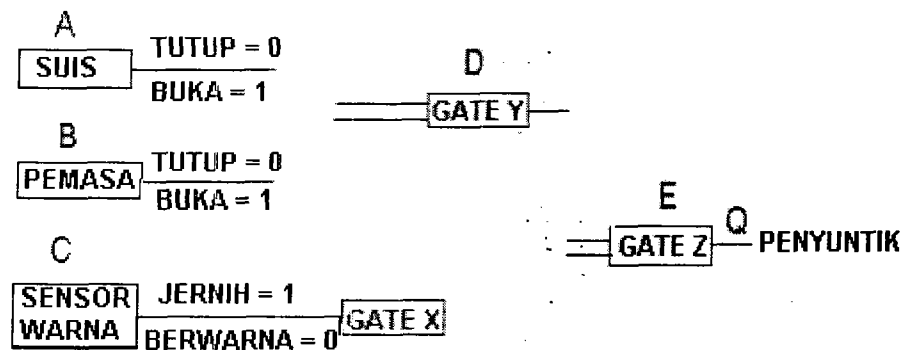 A
SUIS
TUTUP = 0
BUKA = 1
D
GATE Y
B
PEMASA
TUTUP = 0
BUKA = 1
E
GATE Z
Q
PENYUNTIK
C
SENSOR
WARNA
JERNIH = 1
BERWARNA = 0
GATE X